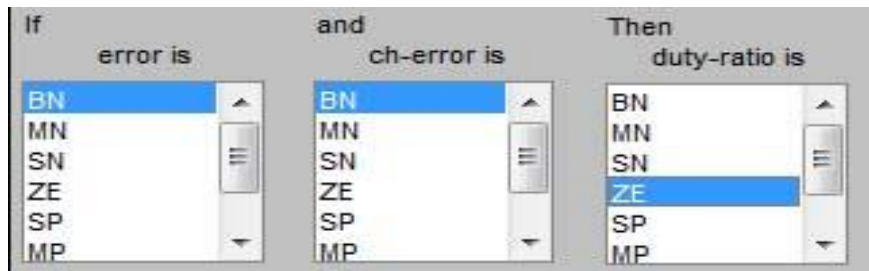 If
error is
BN
MN
SN
ZE
SP
MP
and
ch-error is
BN
MN
SN
ZE
SP
MP
Then
duty-ratio is
BN
MN
SN
ZE
SP
MP